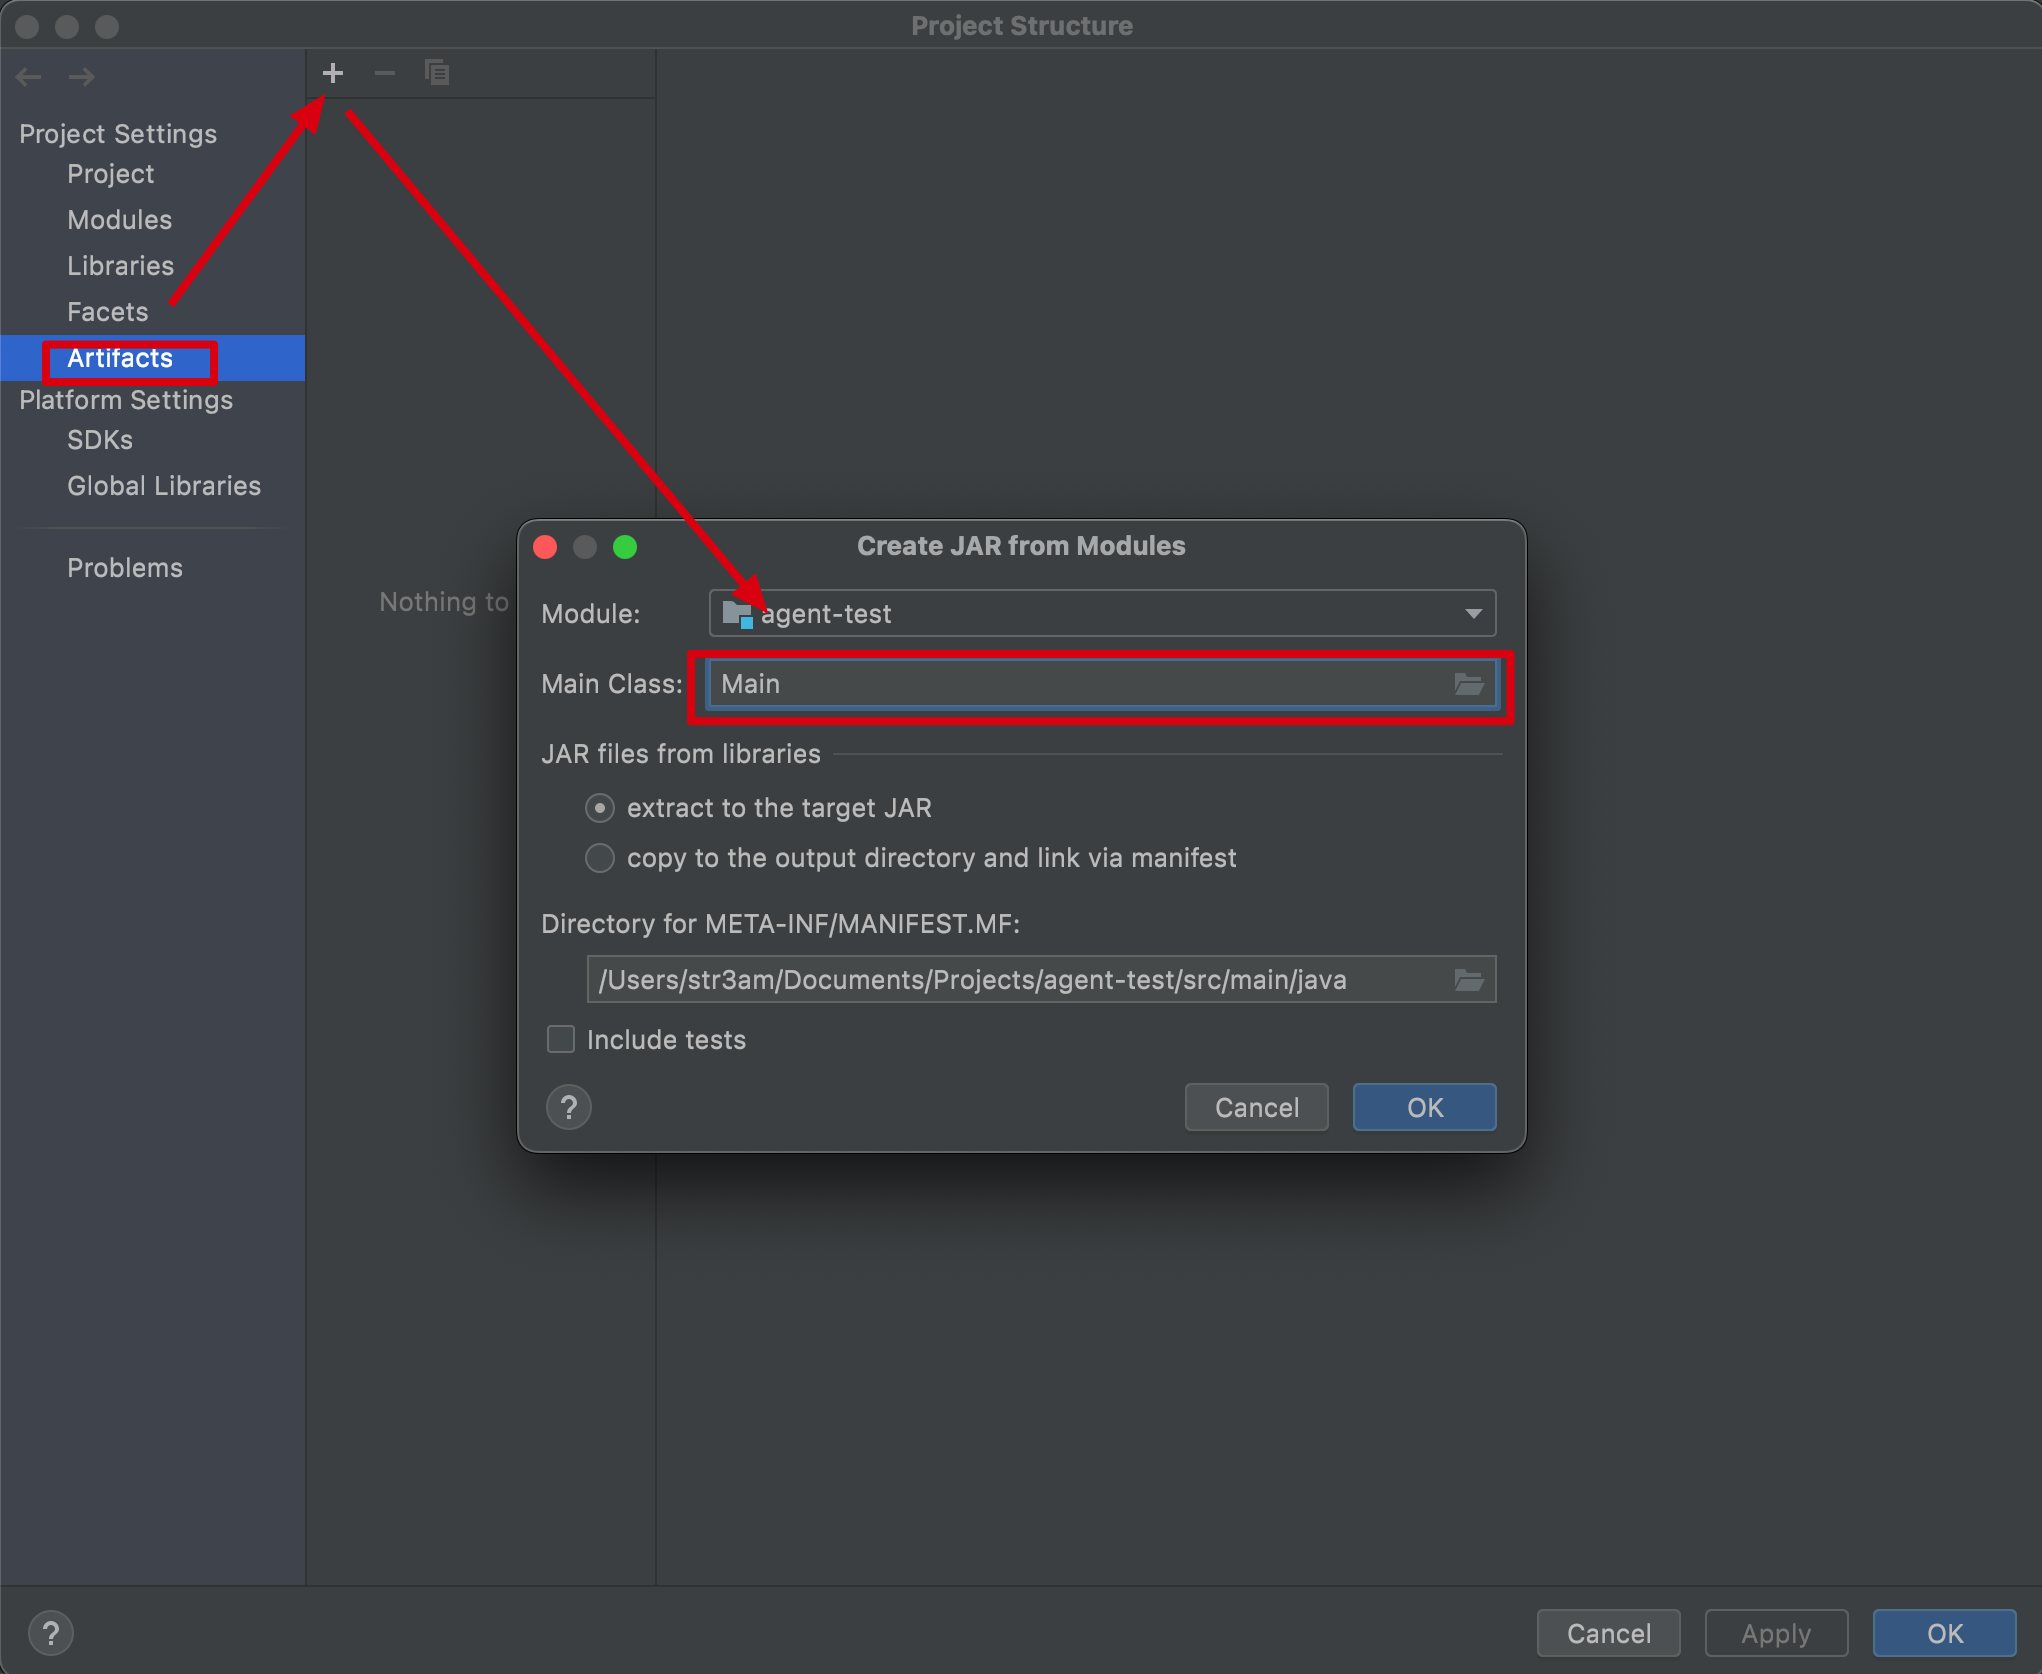 Project Structure
Project Settings
Project
Modules
Libraries
Facets
Artifacts
Platform Settings
SDKs
Global Libraries
Problems
Nothing to
Create JAR from Modules
Module: agent-test
Main Class: Main
JAR files from libraries
extract to the target JAR
copy to the output directory and link via manifest
Directory for META-INF/MANIFEST.MF:
/Users/str3am/Documents/Projects/agent-test/src/main/java
Include tests
? Cancel OK
? Cancel Apply OK